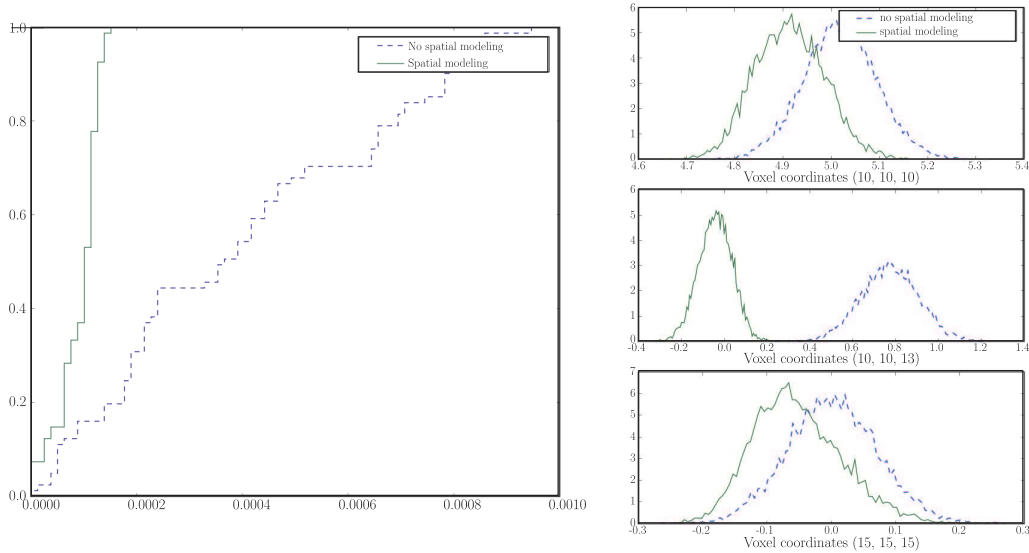 1.0
0.8
0.6
0.4
0.2
0.0
0.0000 0.0002 0.0004 0.0006 0.0008 0.0010
No spatial modeling
Spatial modeling
6
5
4
3
2
1
0
4.6 4.7 4.8 4.9 5.0 5.1 5.2 5.3 5.4
no spatial modeling
spatial modeling
Voxel coordinates (10, 10, 10)
6
5
4
3
2
1
0
-0.4 -0.2 0.0 0.2 0.4 0.6 0.8 1.0 1.2 1.4
Voxel coordinates (10, 10, 13)
7
6
5
4
3
2
1
0
-0.3 -0.2 -0.1 0.0 0.1 0.2 0.3
Voxel coordinates (15, 15, 15)